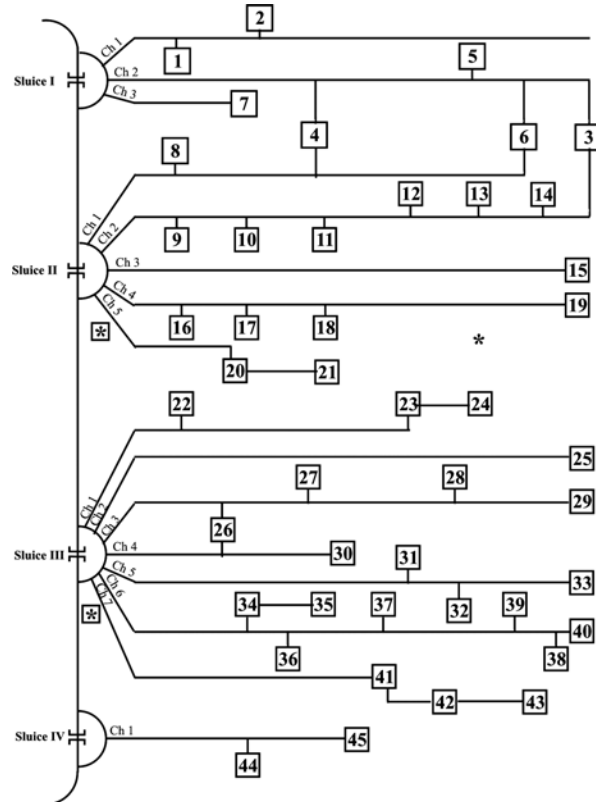 2
Ch 1
1
5
Sluice I
Ch 2
Ch 3
7
4
6
3
8
12
13
14
Ch 1
Ch 2
9
10
11
Sluice II
Ch 3
15
Ch 4
19
Ch 5
16
17
18
*
*
20
21
22
23
24
25
Ch 1
Ch 2
Ch 3
27
28
29
26
Sluice III
Ch 4
30
31
Ch 5
33
Ch 6
Ch 7
32
34
35
37
39
*
40
36
38
41
42
43
Sluice IV
Ch 1
45
44